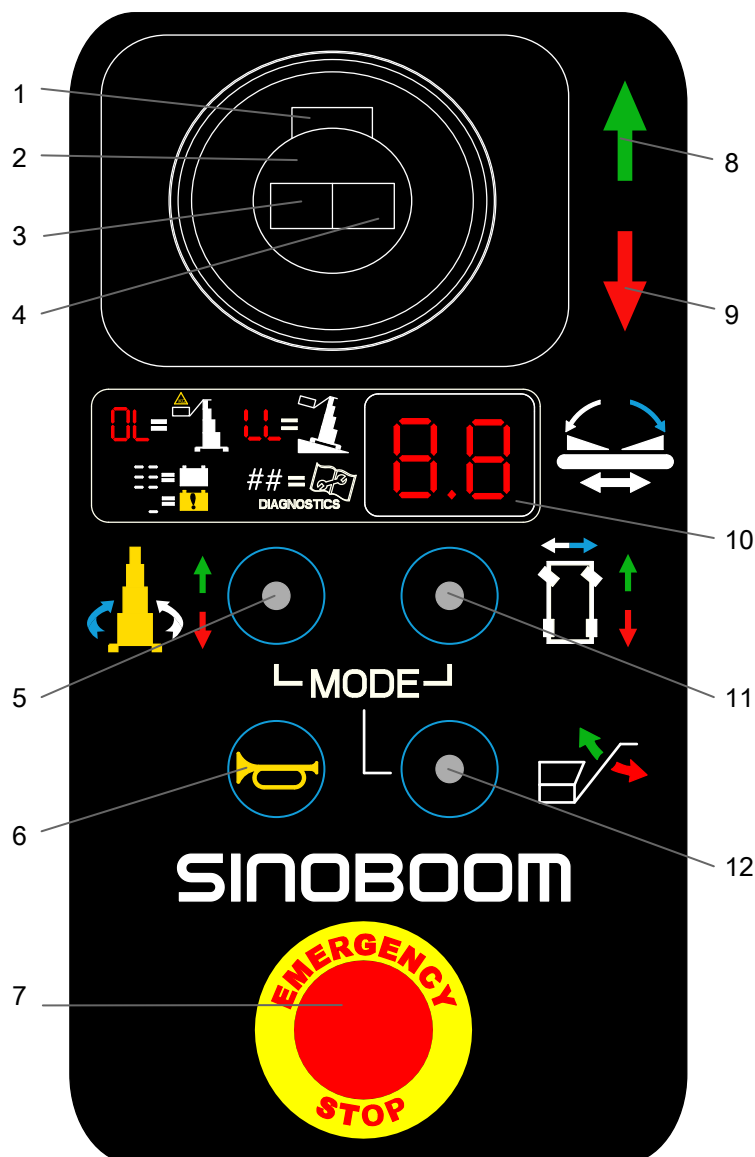 1
2
3
4
8
9
OL=
LL=
8.8
=
##=
=
DIAGNOSTICS
10
5
MODE
11
6
12
SINOBOOM
7
EMERGENCY
STOP